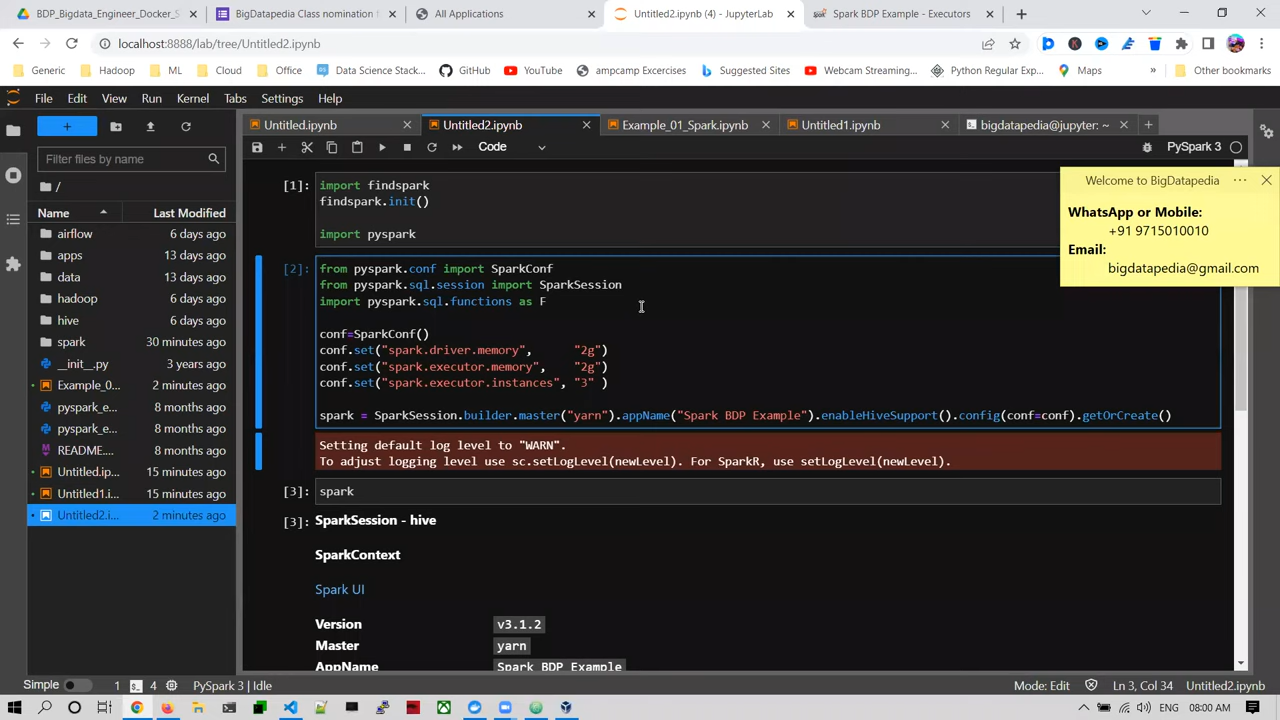 BDP_Bigdata_Engineer_Docker_S
BigDatapedia Class nomination f
All Applications
Untitled2.ipynb (4) - JupyterLab
Spark BDP Example - Executors
localhost:8888/lab/tree/Untitled2.ipynb
Generic
Hadoop
ML
Cloud
Office
Data Science Stack...
GitHub
YouTube
ampcamp Excercises
Suggested Sites
Webcam Streaming...
Python Regular Exp...
Maps
»
Other bookmarks
File Edit View Run Kernel Tabs Settings Help
Untitled.ipynb
Untitled2.ipynb
Example_01_Spark.ipynb
Untitled1.ipynb
bigdatapedia@jupyter: ~
Code
PySpark 3
Filter files by name
/
Name Last Modified
airflow 6 days ago
apps 13 days ago
data 13 days ago
hadoop 6 days ago
hive 6 days ago
spark 30 minutes ago
__init__.py 3 years ago
Example_0... 2 minutes ago
pyspark_e... 8 months ago
pyspark_e... 8 months ago
README.... 8 months ago
Untitled.ip... 15 minutes ago
Untitled1.i... 15 minutes ago
Untitled2.i... 2 minutes ago
[1]: import findspark
findspark.init()
import pyspark
[2]: from pyspark.conf import SparkConf
from pyspark.sql.session import SparkSession
import pyspark.sql.functions as F
conf=SparkConf()
conf.set("spark.driver.memory", "2g")
conf.set("spark.executor.memory", "2g")
conf.set("spark.executor.instances", "3" )
spark = SparkSession.builder.master("yarn").appName("Spark BDP Example").enableHiveSupport().config(conf=conf).getOrCreate()
Setting default log level to "WARN".
To adjust logging level use sc.setLogLevel(newLevel). For SparkR, use setLogLevel(newLevel).
[3]: spark
[3]: SparkSession - hive
SparkContext
Spark UI
Version v3.1.2
Master yarn
AppName Spark BDP Example
Welcome to BigDatapedia
WhatsApp or Mobile:
+91 9715010010
Email:
bigdatapedia@gmail.com
Simple 1 4 PySpark 3 | Idle
Mode: Edit Ln 3, Col 34 Untitled2.ipynb
ENG 08:00 AM